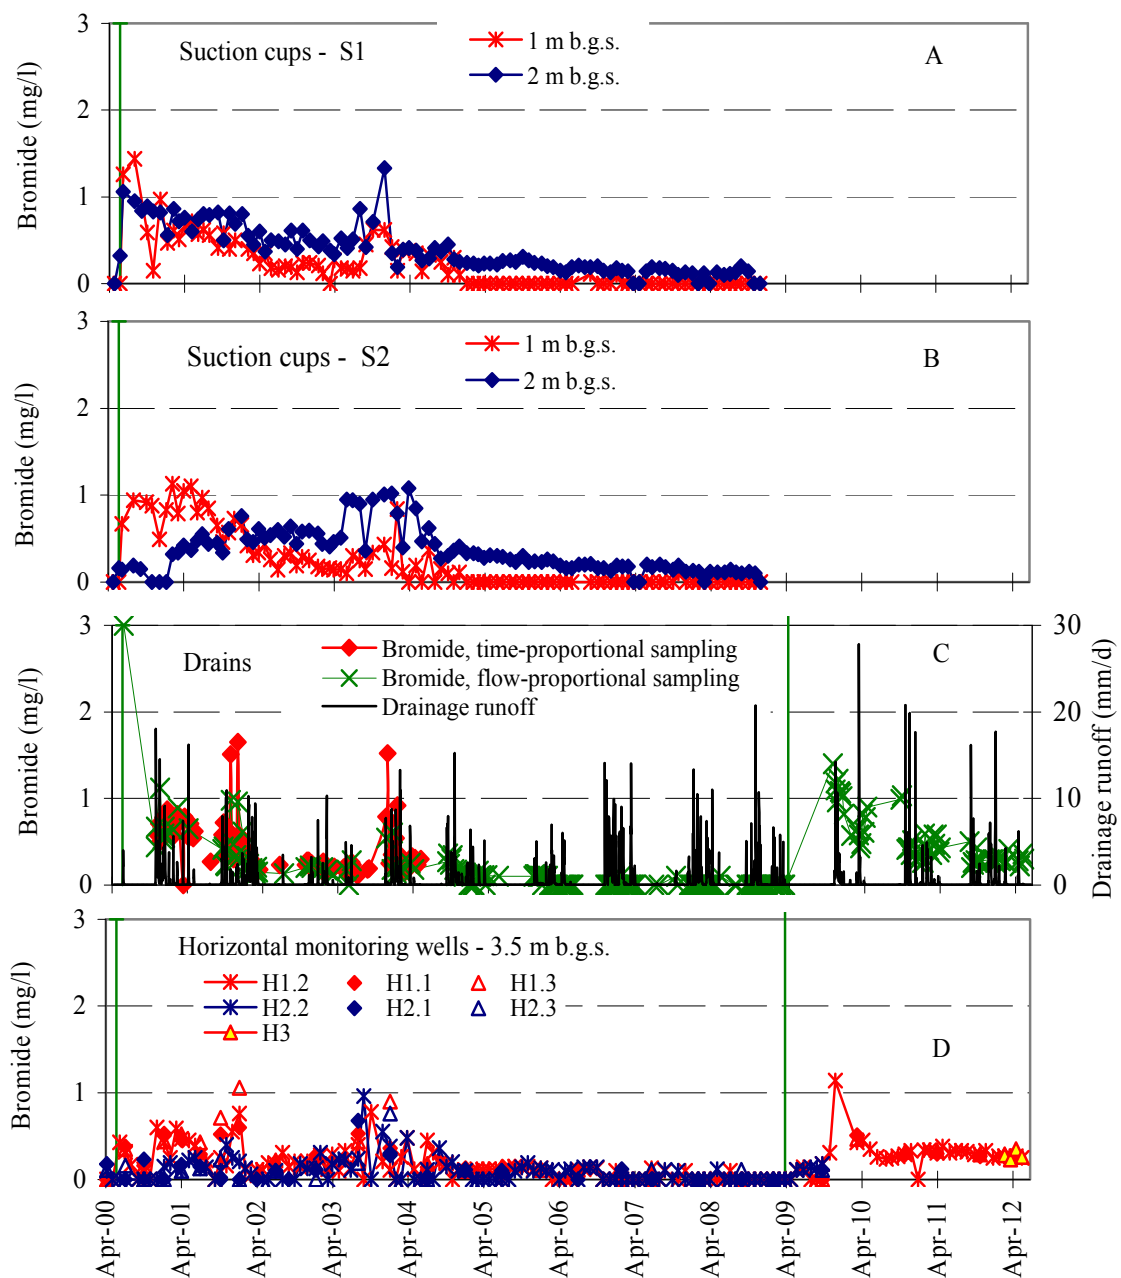 3
2
1
0
Bromide (mg/l)
Suction cups - S1
1 m b.g.s.
2 m b.g.s.
A
3
2
1
0
Bromide (mg/l)
Suction cups - S2
1 m b.g.s.
2 m b.g.s.
B
3
2
1
0
Bromide (mg/l)
Drains
Bromide, time-proportional sampling
Bromide, flow-proportional sampling
Drainage runoff
C
30
20
10
0
Drainage runoff (mm/d)
3
2
1
0
Bromide (mg/l)
Horizontal monitoring wells - 3.5 m b.g.s.
H1.2 H1.1 H1.3
H2.2 H2.1 H2.3
H3
D
Apr-00
Apr-01
Apr-02
Apr-03
Apr-04
Apr-05
Apr-06
Apr-07
Apr-08
Apr-09
Apr-10
Apr-11
Apr-12